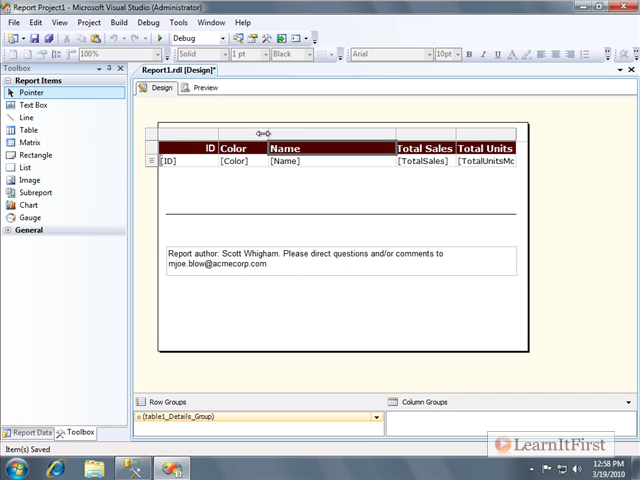 Report Project1 - Microsoft Visual Studio (Administrator)
File Edit View Project Build Debug Tools Window Help
Debug
100%
Normal 1 pt Black Arial 10pt
Toolbox
Report1.rdl [Design]*
Report Items
Design Preview
Pointer
Text Box
Line
Table
Matrix
Rectangle
List
Image
Subreport
Chart
Gauge
General
ID Color Name Total Sales Total Units
[ID] [Color] [Name] [TotalSales] [TotalUnitsMc
Report author: Scott Whigham. Please direct questions and/or comments to
mjoe.blow@acmecorp.com
Row Groups Column Groups
(table1_Details_Group)
Report Data Toolbox
Item(s) Saved
LearnItFirst
12:58 PM
3/19/2010